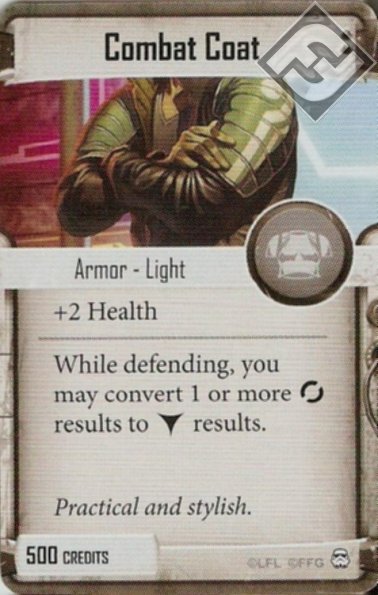 Combat Coat
Armor - Light
+2 Health
While defending, you
may convert 1 or more
results to results.
Practical and stylish.
500 CREDITS
©LFL ©FFG